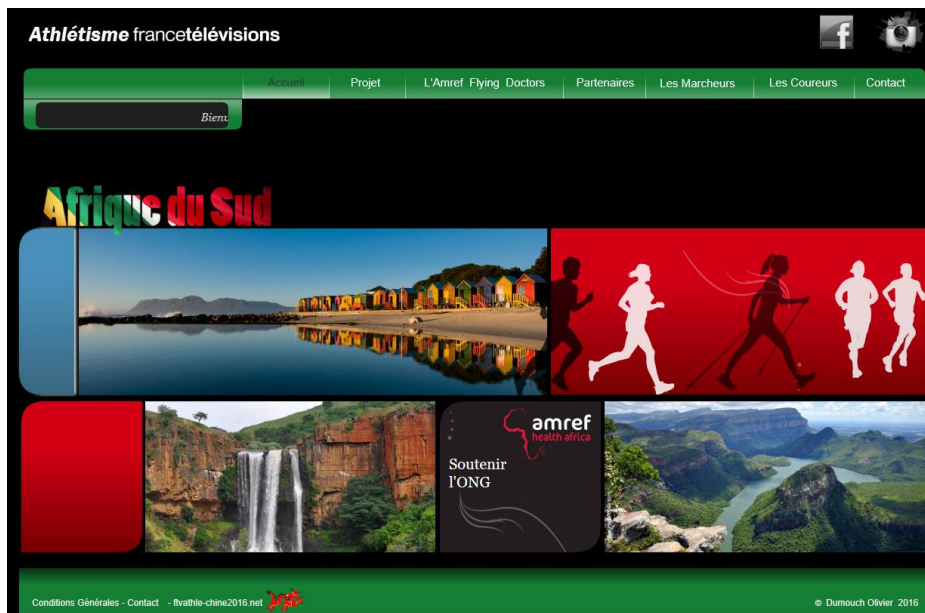 Athlétisme francetélévisions
f
Accueil Projet L'Amref Flying Doctors Partenaires Les Marcheurs Les Coureurs Contact
Bienv
Afrique du Sud
amref
health africa
Soutenir
l'ONG
Conditions Générales - Contact - ftvathle-chine2016.net
© Dumouch Olivier 2016